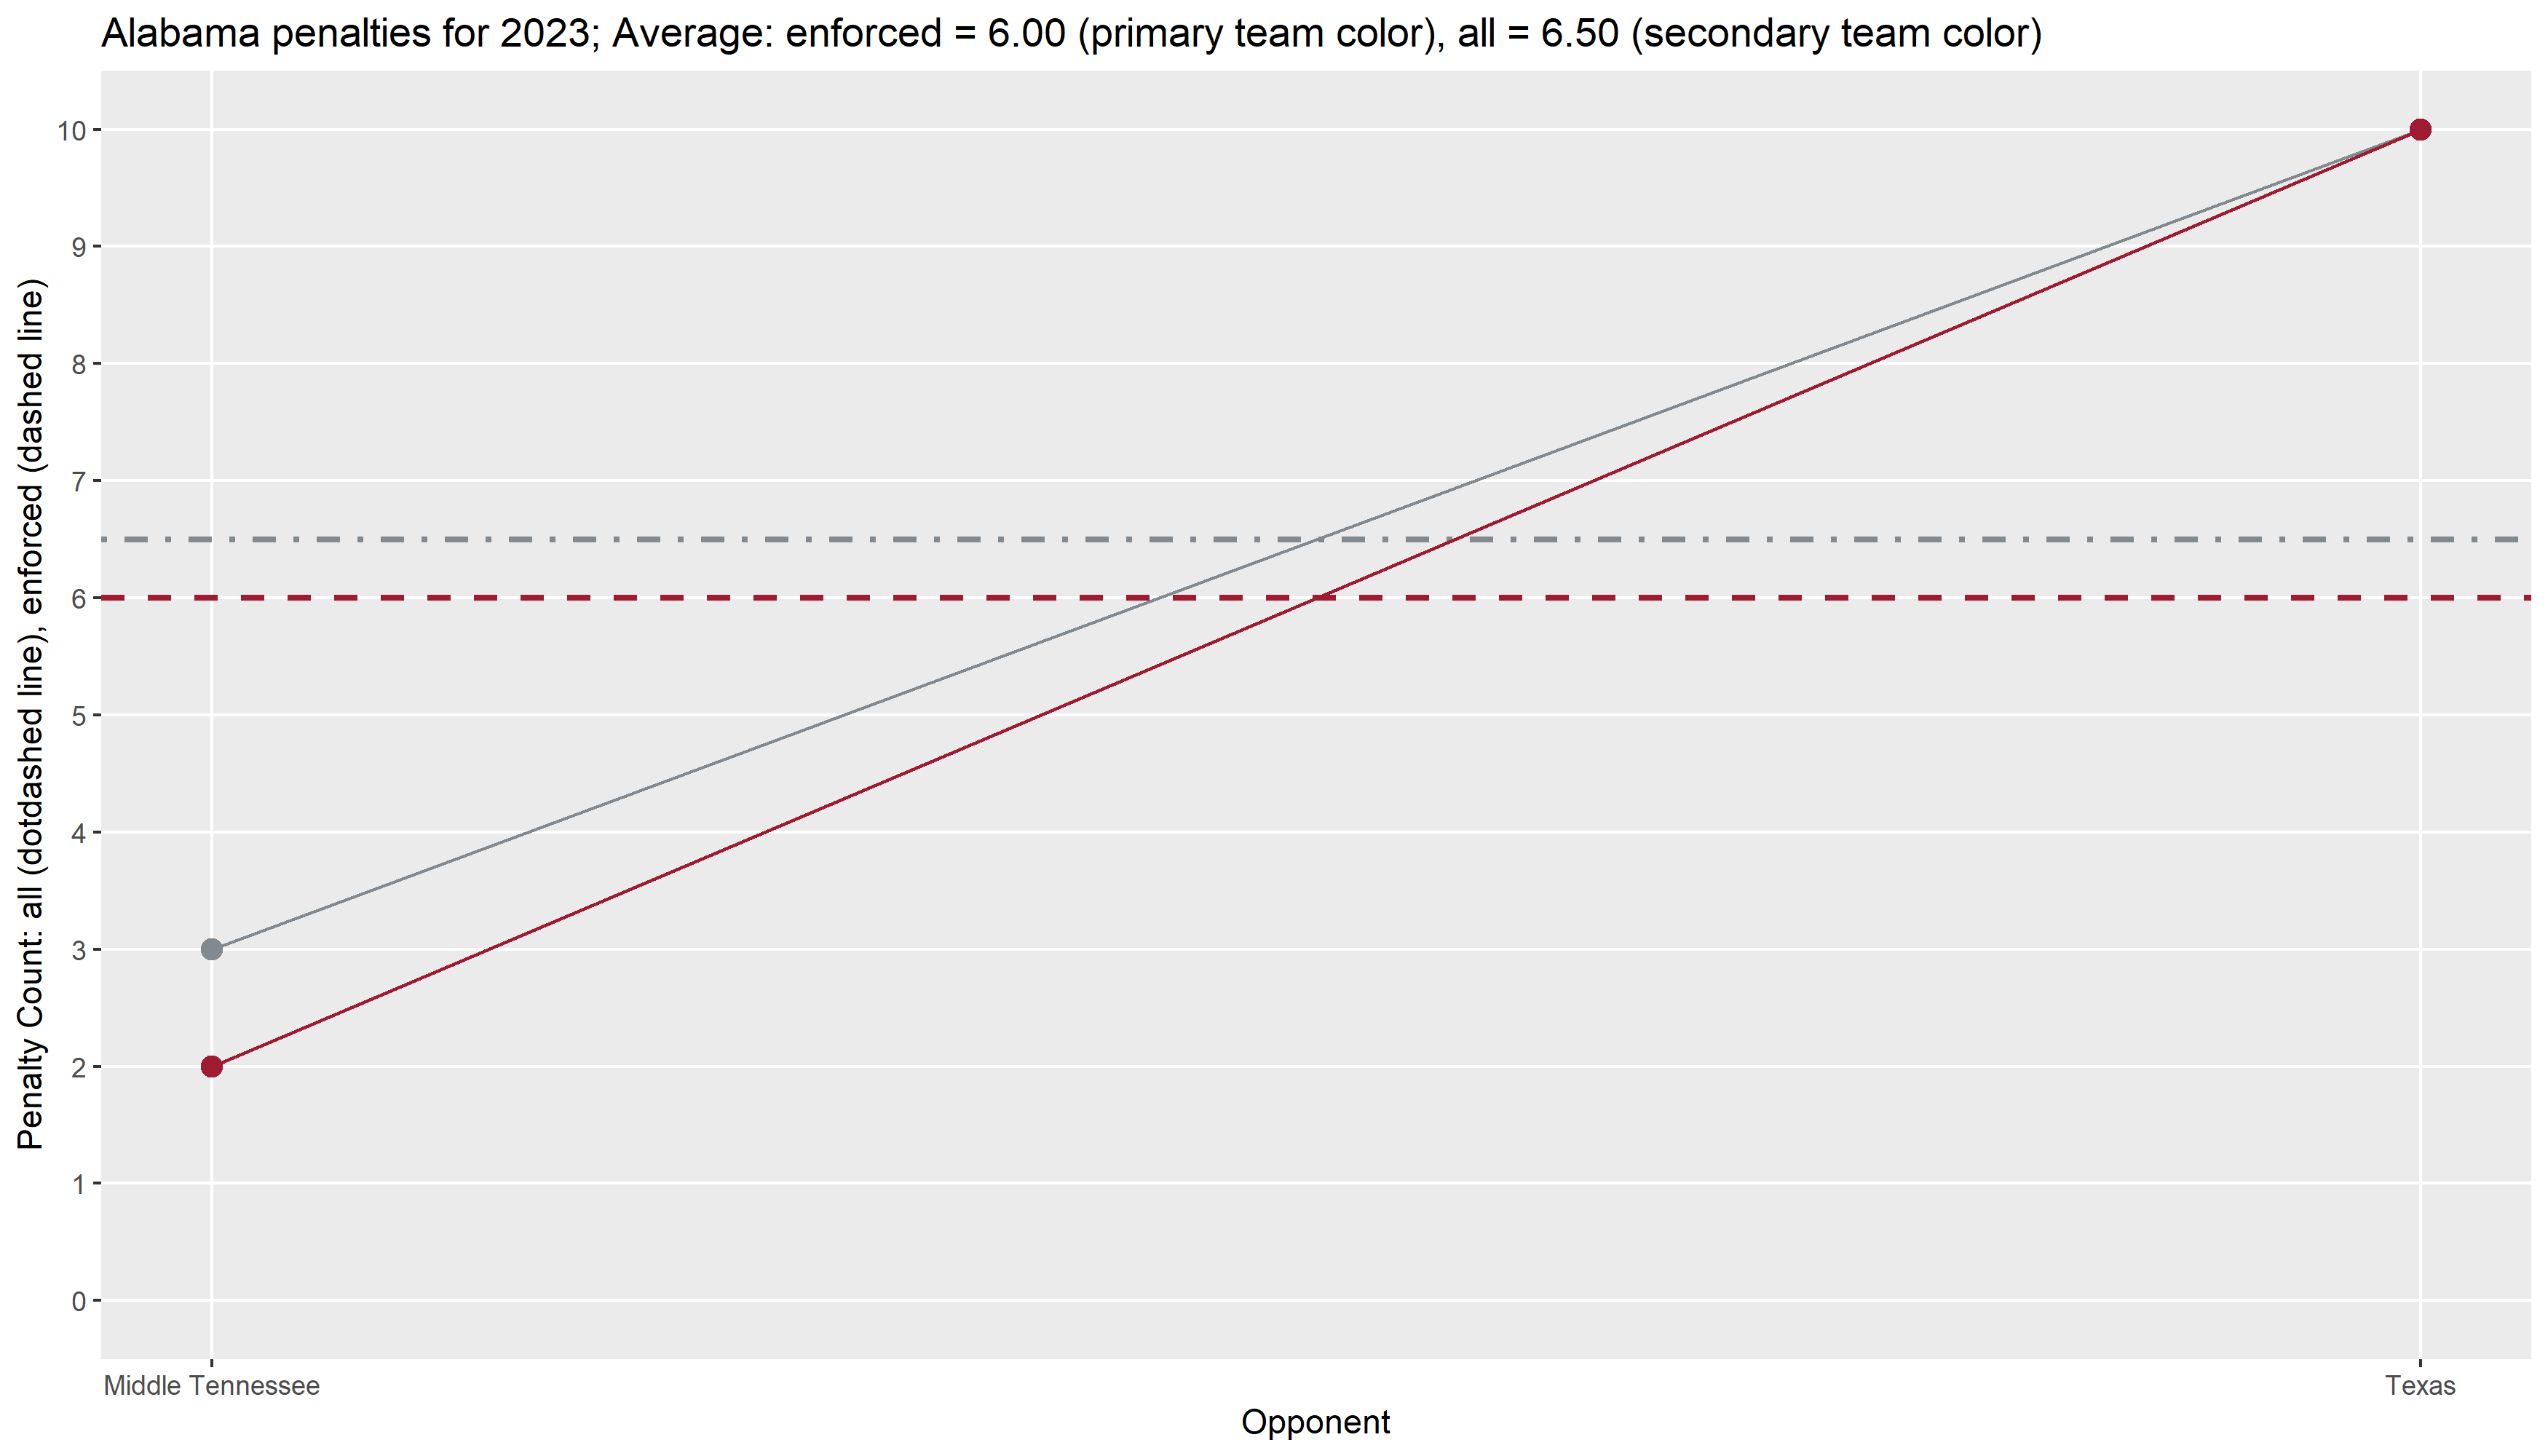 Alabama penalties for 2023; Average: enforced = 6.00 (primary team color), all = 6.50 (secondary team color)
Penalty Count: all (dotdashed line), enforced (dashed line)
10
9
8
7
6
5
4
3
2
1
0
Middle Tennessee
Texas
Opponent